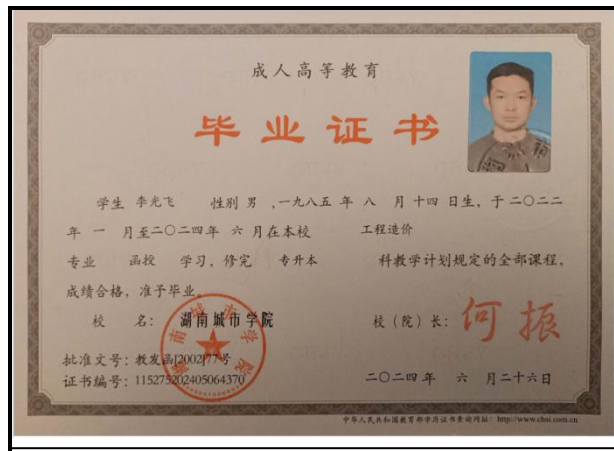 成人高等教育
毕业证书
学生 李光飞 性别 男 ,一九八五 年 八 月 十四 日生, 于 二〇二二
年 一 月至 二〇二四年 六 月在本校 工程造价
专业 函授 学习, 修完 专升本 科教学计划规定的全部课程,
成绩合格, 准予毕业。
校 名: 湖南城市学院 校(院)长: 何振
湖南城市学院
批准文号: 教发函[2002]77号
证书编号: 115275202405064370 二〇二四年 六 月二十六日
中华人民共和国教育部学历证书查询网址: http://www.chsi.com.cn